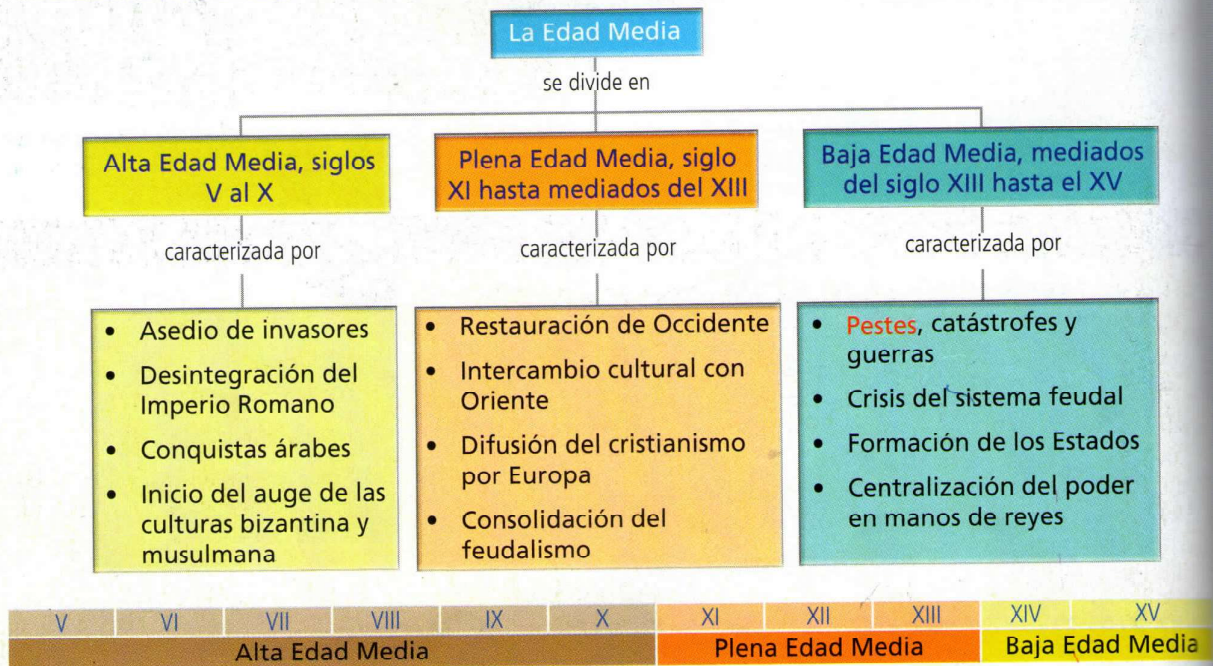 La Edad Media
se divide en
Alta Edad Media, siglos
V al X
Plena Edad Media, siglo
XI hasta mediados del XIII
Baja Edad Media, mediados
del siglo XIII hasta el XV
caracterizada por
caracterizada por
caracterizada por
• Asedio de invasores
• Desintegración del
Imperio Romano
• Conquistas árabes
• Inicio del auge de las
culturas bizantina y
musulmana
• Restauración de Occidente
• Intercambio cultural con
Oriente
• Difusión del cristianismo
por Europa
• Consolidación del
feudalismo
• Pestes, catástrofes y
guerras
• Crisis del sistema feudal
• Formación de los Estados
• Centralización del poder
en manos de reyes
V VI VII VIII IX X XI XII XIII XIV XV
Alta Edad Media Plena Edad Media Baja Edad Media